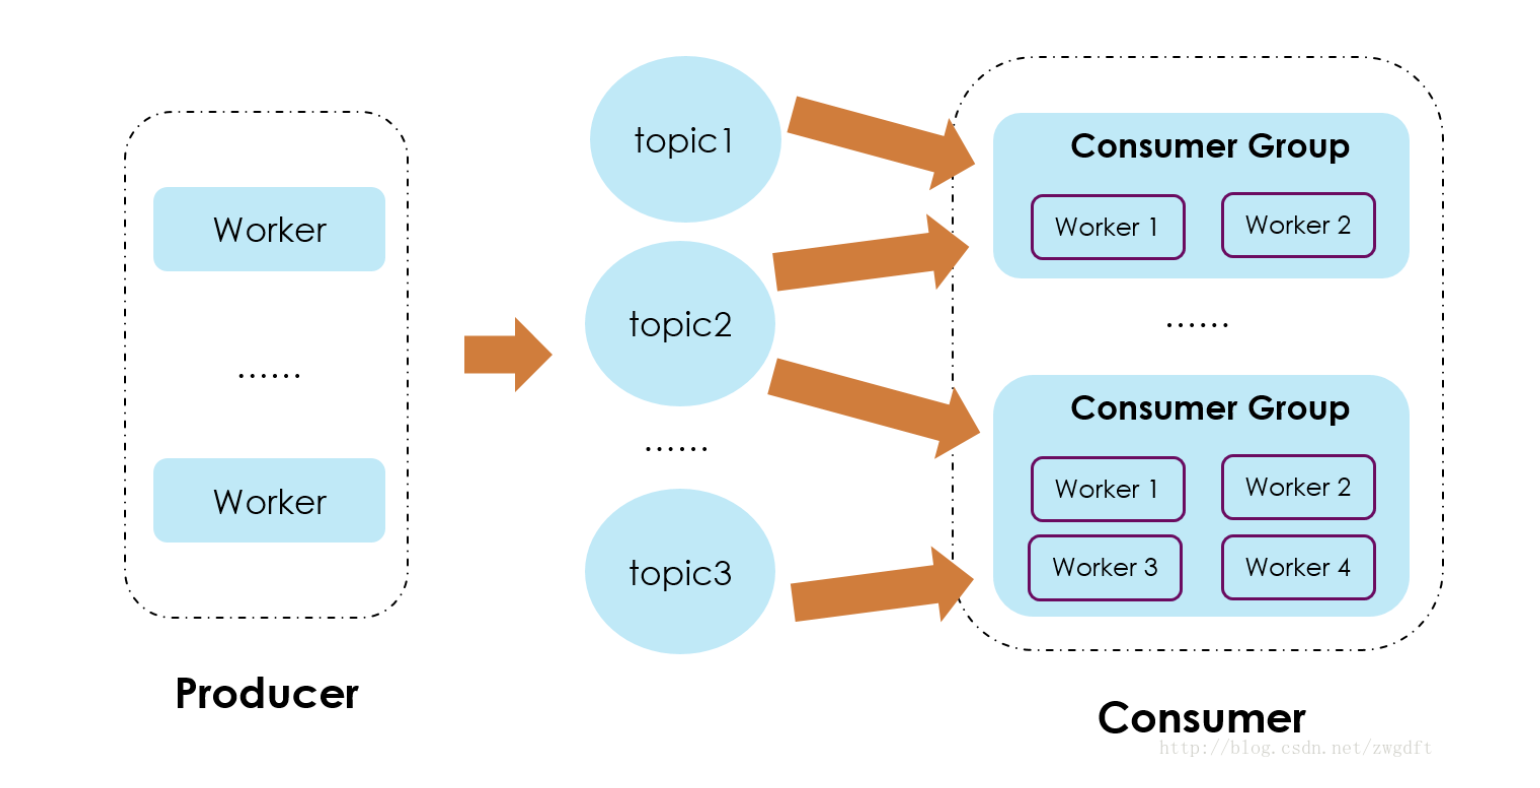 Worker
……
Worker
Producer
topic1
topic2
……
topic3
Consumer Group
Worker 1
Worker 2
……
Consumer Group
Worker 1
Worker 2
Worker 3
Worker 4
Consumer
http://blog.csdn.net/zwgdft